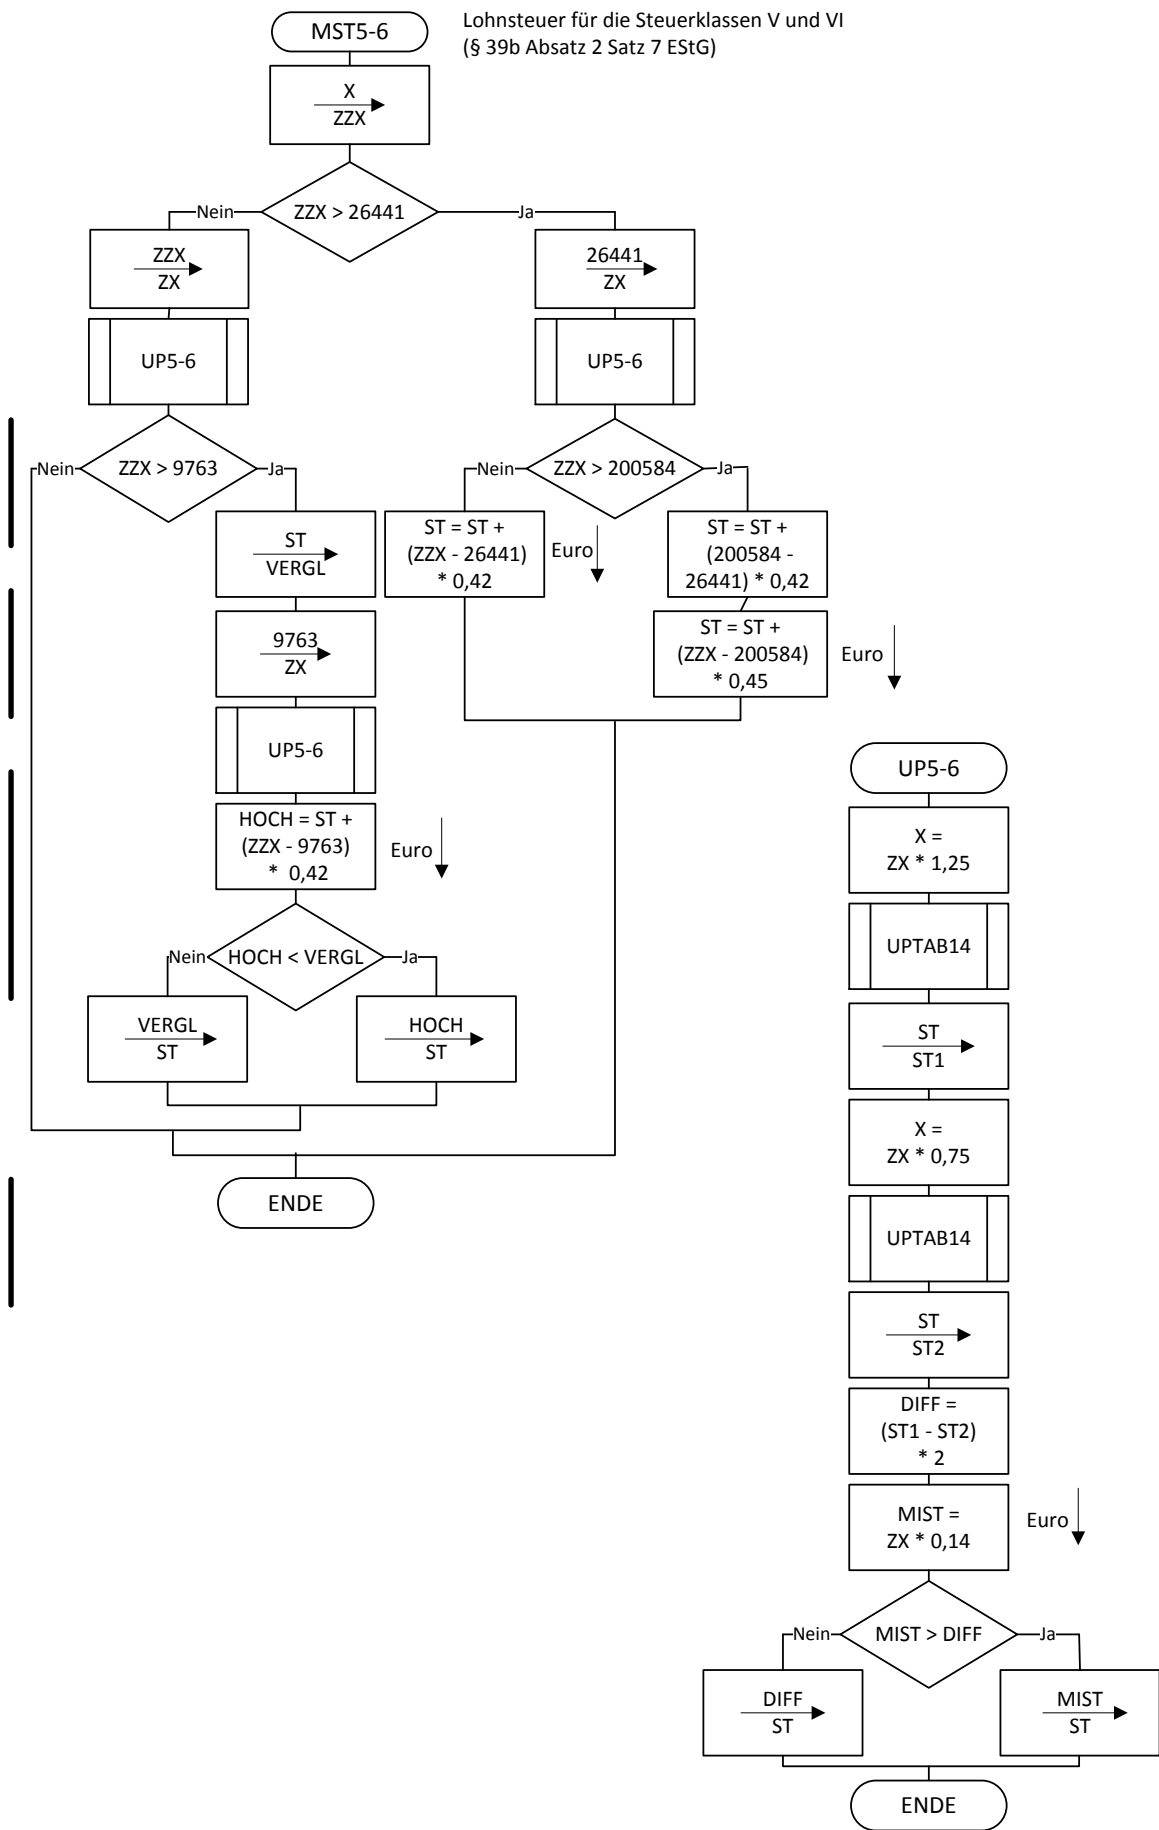 MST5-6
Lohnsteuer für die Steuerklassen V und VI
(§ 39b Absatz 2 Satz 7 EStG)
X
ZZX
Nein
ZZX > 26441
Ja
ZZX
ZX
26441
ZX
UP5-6
UP5-6
Nein
ZZX > 9763
Ja
Nein
ZZX > 200584
Ja
ST
VERGL
ST = ST +
(ZZX - 26441)
* 0,42
Euro
ST = ST +
(200584 -
26441) * 0,42
9763
ZX
ST = ST +
(ZZX - 200584)
* 0,45
Euro
UP5-6
HOCH = ST +
(ZZX - 9763)
* 0,42
Euro
Nein
HOCH < VERGL
Ja
VERGL
ST
HOCH
ST
ENDE
UP5-6
X =
ZX * 1,25
UPTAB14
ST
ST1
X =
ZX * 0,75
UPTAB14
ST
ST2
DIFF =
(ST1 - ST2)
* 2
MIST =
ZX * 0,14
Euro
Nein
MIST > DIFF
Ja
DIFF
ST
MIST
ST
ENDE